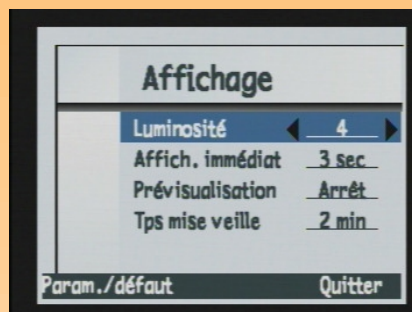 Affichage
Luminosité 4
Affich. immédiat 3 sec
Prévisualisation Arrêt
Tps mise veille 2 min
Param./défaut Quitter